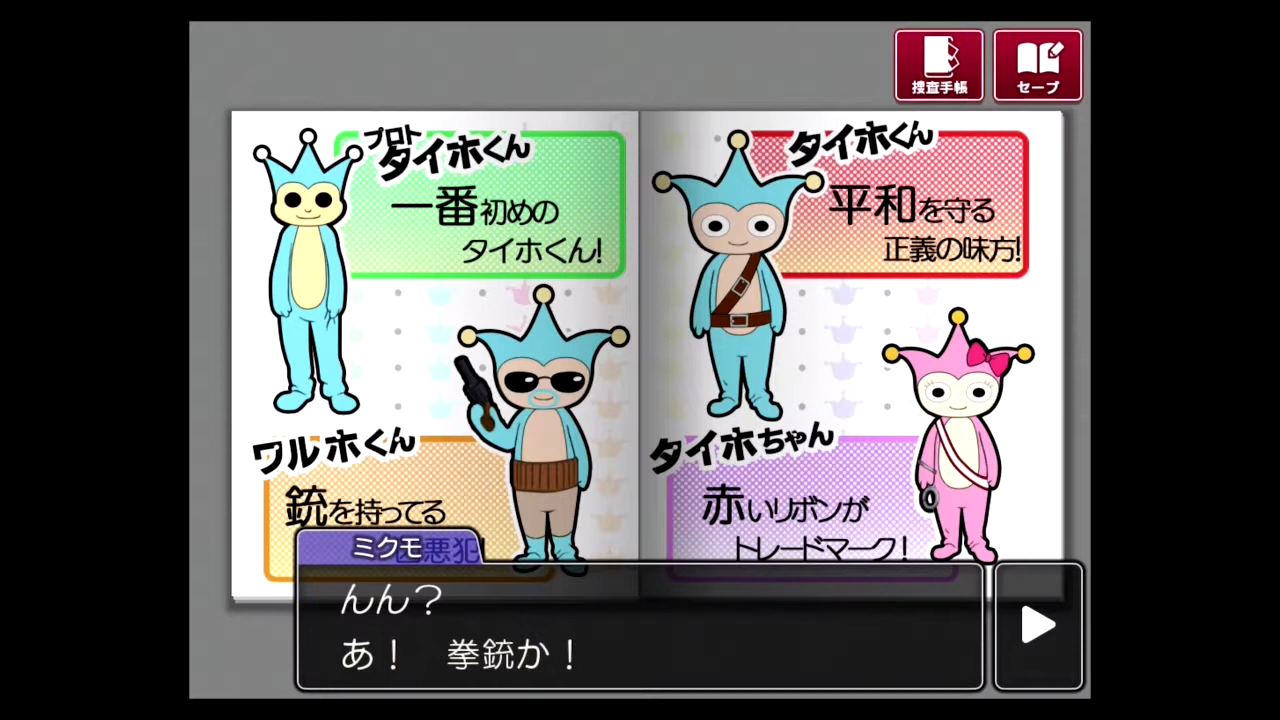 捜査手帳
セーブ
プロト
タイホくん
一番初めの
タイホくん!
タイホくん
平和を守る
正義の味方!
ワルホくん
銃を持ってる
凶悪犯!
タイホちゃん
赤いリボンが
トレードマーク!
ミクモ
んん？
あ！　拳銃か！